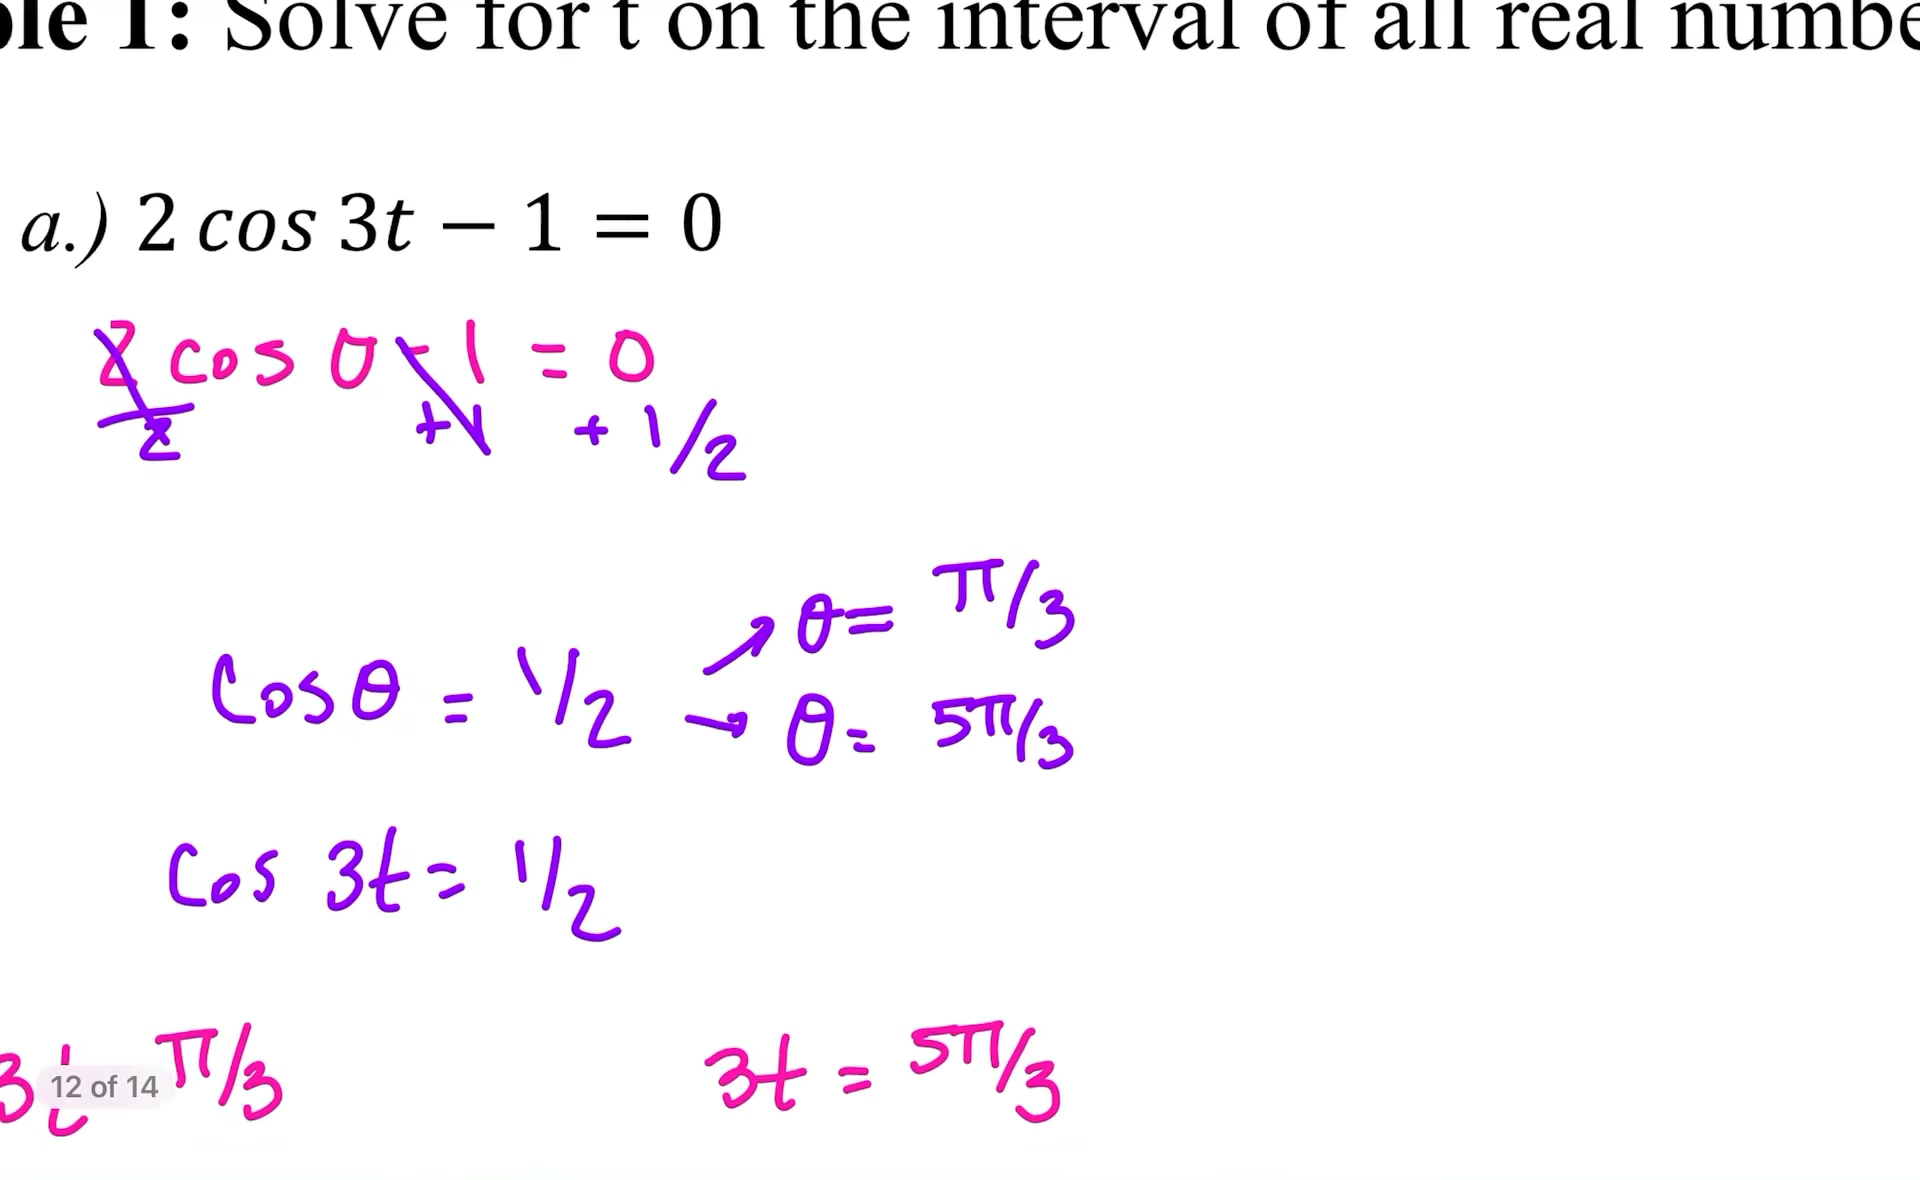 le 1: Solve for t on the interval of all real numbe
a.) 2 cos 3t − 1 = 0
2 cos θ - 1 = 0
2 +1 + 1/2
θ = π/3
cos θ = 1/2
θ = 5π/3
cos 3t = 1/2
3t π/3 3t = 5π/3
12 of 14